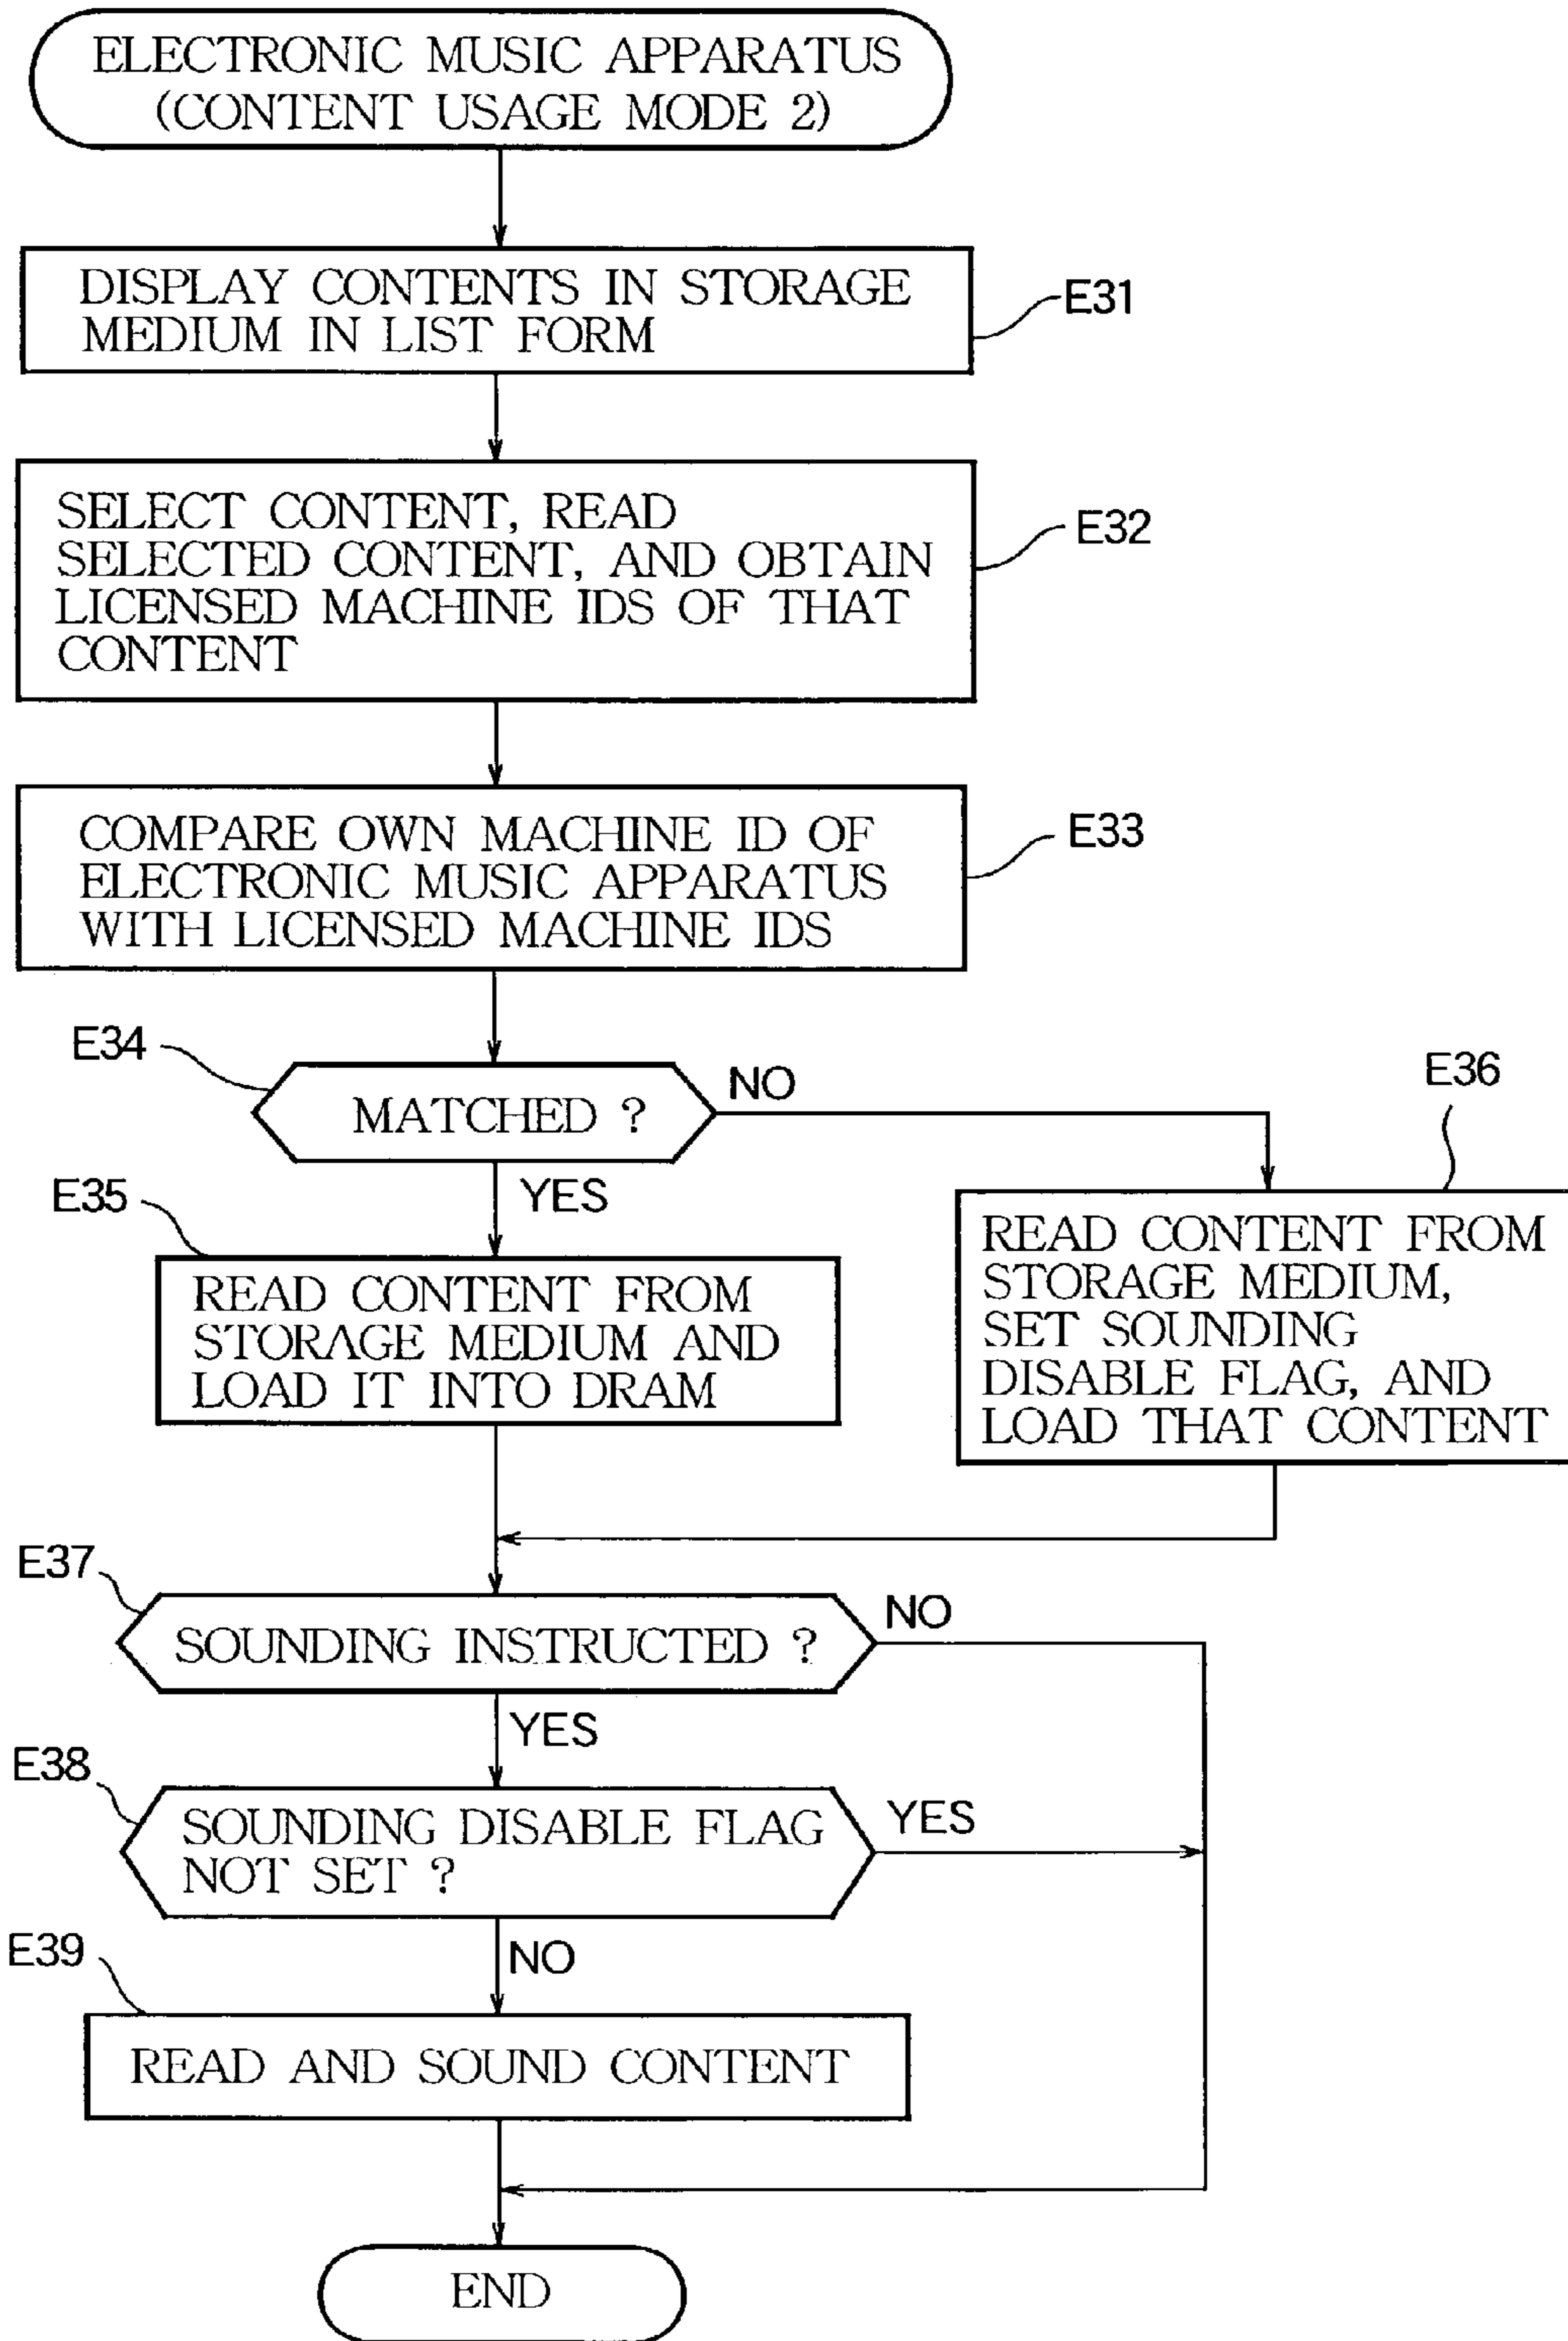 ELECTRONIC MUSIC APPARATUS
(CONTENT USAGE MODE 2)
DISPLAY CONTENTS IN STORAGE
MEDIUM IN LIST FORM
E31
SELECT CONTENT, READ
SELECTED CONTENT, AND OBTAIN
LICENSED MACHINE IDS OF THAT
CONTENT
E32
COMPARE OWN MACHINE ID OF
ELECTRONIC MUSIC APPARATUS
WITH LICENSED MACHINE IDS
E33
E34
MATCHED ?
NO
YES
E35
READ CONTENT FROM
STORAGE MEDIUM AND
LOAD IT INTO DRAM
E36
READ CONTENT FROM
STORAGE MEDIUM,
SET SOUNDING
DISABLE FLAG, AND
LOAD THAT CONTENT
E37
SOUNDING INSTRUCTED ?
NO
YES
E38
SOUNDING DISABLE FLAG
NOT SET ?
YES
NO
E39
READ AND SOUND CONTENT
END